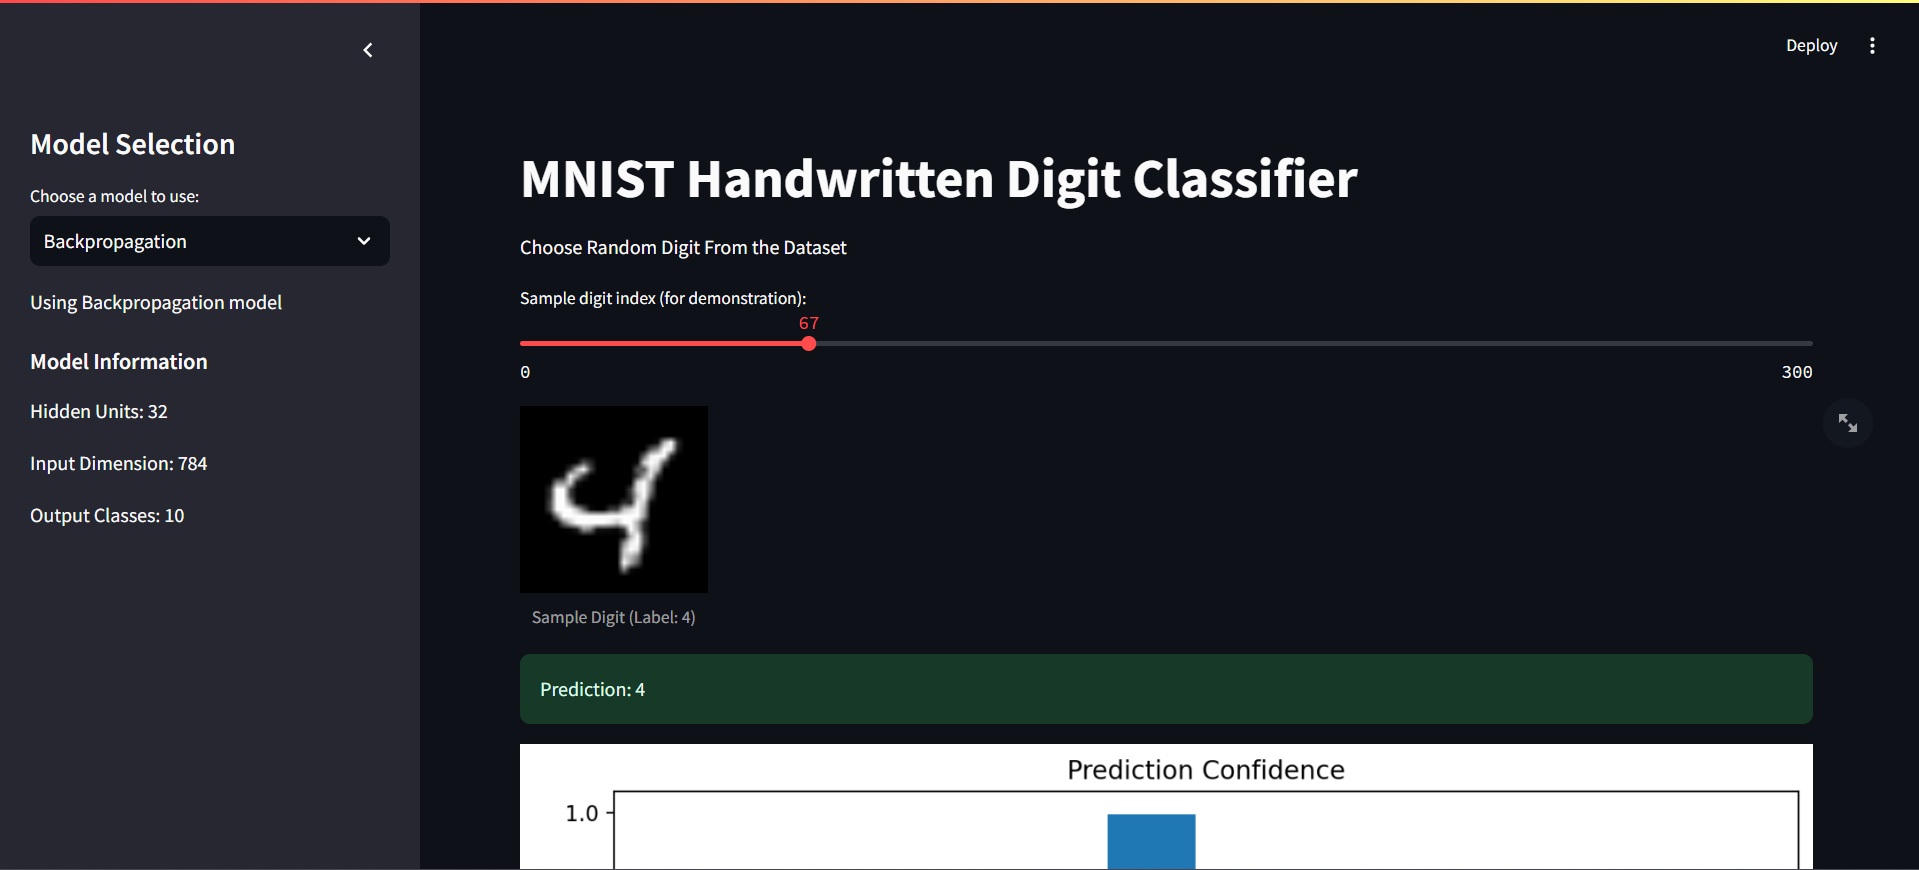 Deploy
Model Selection
Choose a model to use:
Backpropagation
Using Backpropagation model
Model Information
Hidden Units: 32
Input Dimension: 784
Output Classes: 10
MNIST Handwritten Digit Classifier
Choose Random Digit From the Dataset
Sample digit index (for demonstration):
67
0
300
4
Sample Digit (Label: 4)
Prediction: 4
Prediction Confidence
1.0